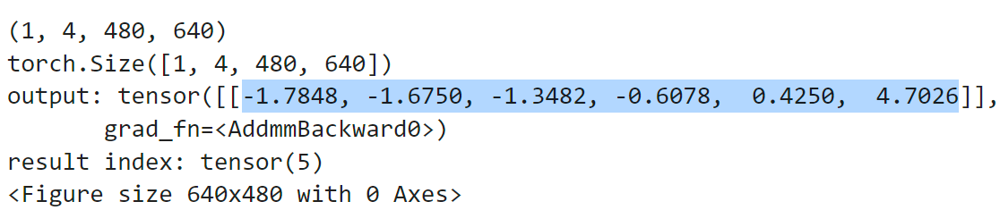 (1, 4, 480, 640)
torch.Size([1, 4, 480, 640])
output: tensor([[-1.7848, -1.6750, -1.3482, -0.6078,  0.4250,  4.7026]],
       grad_fn=<AddmmBackward0>)
result index: tensor(5)
<Figure size 640x480 with 0 Axes>